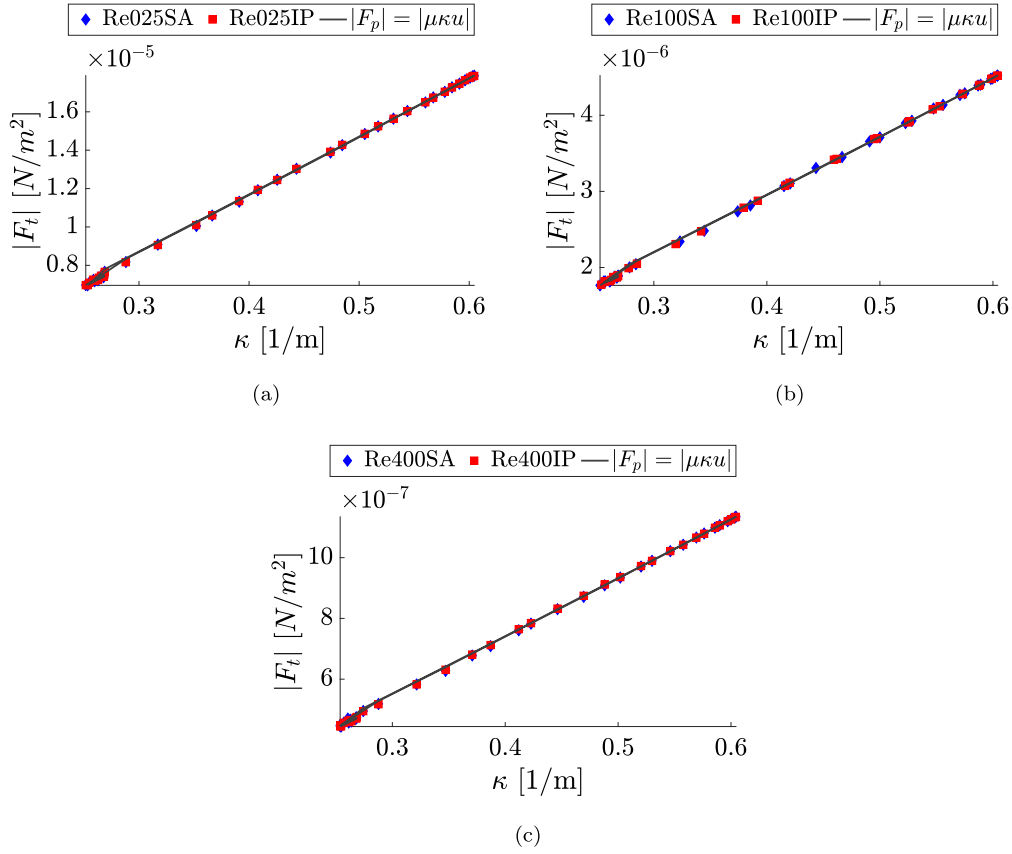 Re025SA Re025IP |F_p| = |μκu|
×10^−5
1.6
1.4
1.2
1
0.8
|F_t| [N/m^2]
0.3 0.4 0.5 0.6
κ [1/m]
(a)
Re100SA Re100IP |F_p| = |μκu|
×10^−6
4
3
2
|F_t| [N/m^2]
0.3 0.4 0.5 0.6
κ [1/m]
(b)
Re400SA Re400IP |F_p| = |μκu|
×10^−7
10
8
6
|F_t| [N/m^2]
0.3 0.4 0.5 0.6
κ [1/m]
(c)